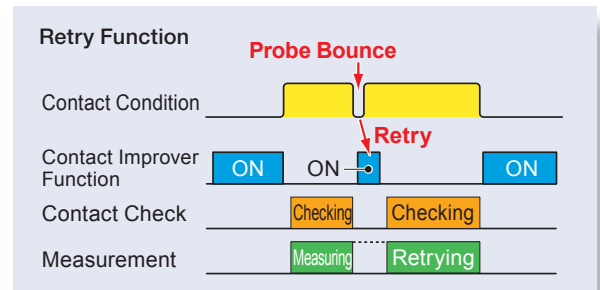 Retry Function
Probe Bounce
Contact Condition
Retry
Contact Improver
Function
ON
ON
ON
Contact Check
Checking
Checking
Measurement
Measuring
Retrying